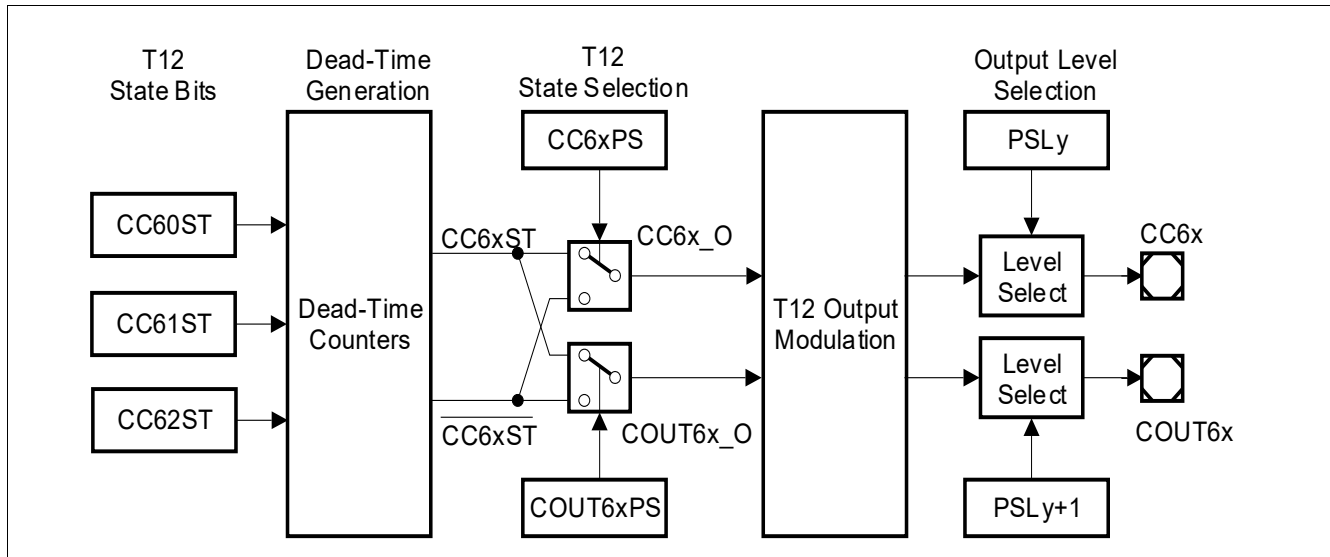 T12
State Bits
Dead-Time
Generation
T12
State Selection
Output Level
Selection
CC6xPS
PSLy
CC60ST
CC61ST
CC62ST
Dead-Time
Counters
CC6xST
C̅C̅6̅x̅S̅T̅
CC6x_O
COUT6x_O
COUT6xPS
T12 Output
Modulation
Level
Select
Level
Select
CC6x
COUT6x
PSLy+1